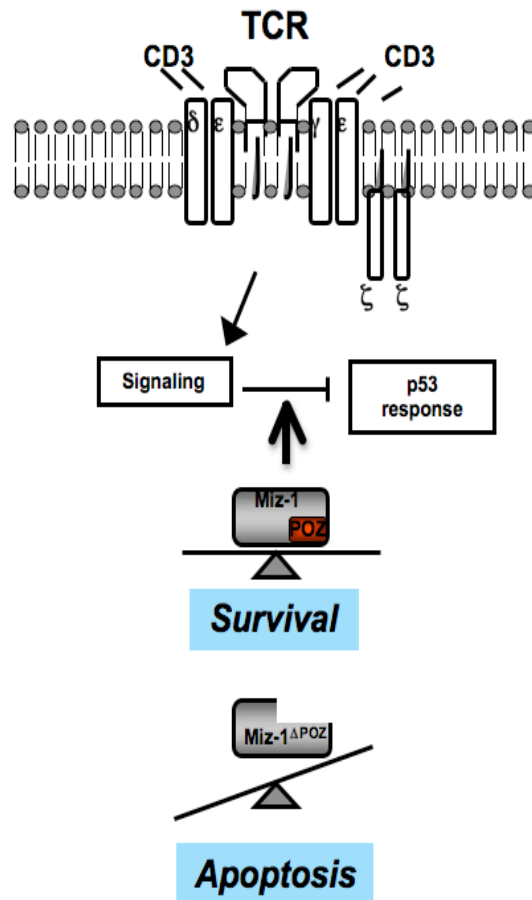 TCR
CD3
CD3
δ ε γ ε
ζ ζ
Signaling
p53
response
Miz-1
POZ
Survival
Miz-1ΔPOZ
Apoptosis